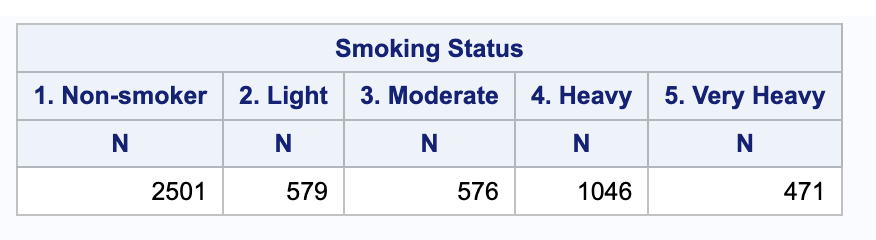 Smoking Status
1. Non-smoker 2. Light 3. Moderate 4. Heavy 5. Very Heavy
N N N N N
2501 579 576 1046 471